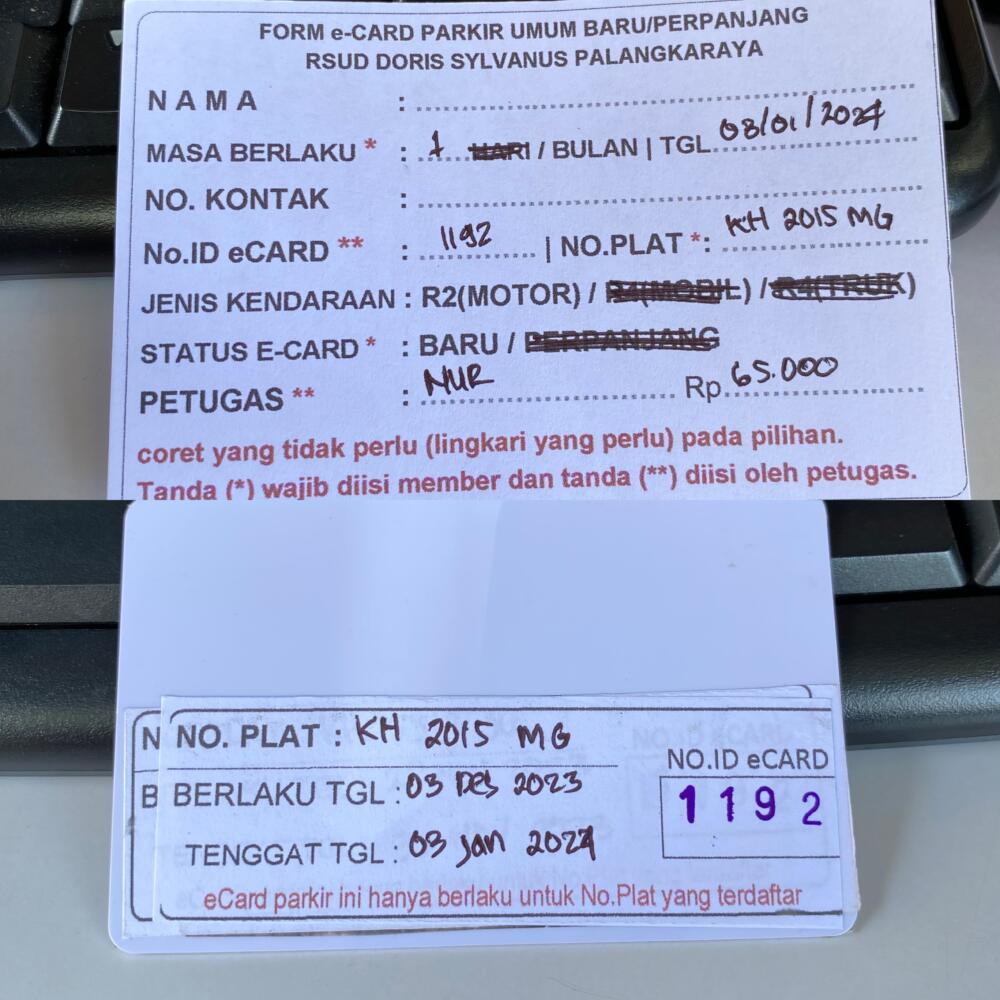 FORM e-CARD PARKIR UMUM BARU/PERPANJANG
RSUD DORIS SYLVANUS PALANGKARAYA
NAMA :
MASA BERLAKU * : 1 HARI / BULAN | TGL 03/01/2024
NO. KONTAK :
No.ID eCARD ** : 1192 | NO.PLAT *: KH 2015 MG
JENIS KENDARAAN : R2(MOTOR) / R4(MOBIL) / R4(TRUK)
STATUS E-CARD * : BARU / PERPANJANG
PETUGAS ** : NUR Rp 65.000
coret yang tidak perlu (lingkari yang perlu) pada pilihan.
Tanda (*) wajib diisi member dan tanda (**) diisi oleh petugas.
N NO. PLAT : KH 2015 MG
NO.ID eCARD
B BERLAKU TGL : 03 Des 2023
1192
TENGGAT TGL : 03 Jan 2024
eCard parkir ini hanya berlaku untuk No.Plat yang terdaftar